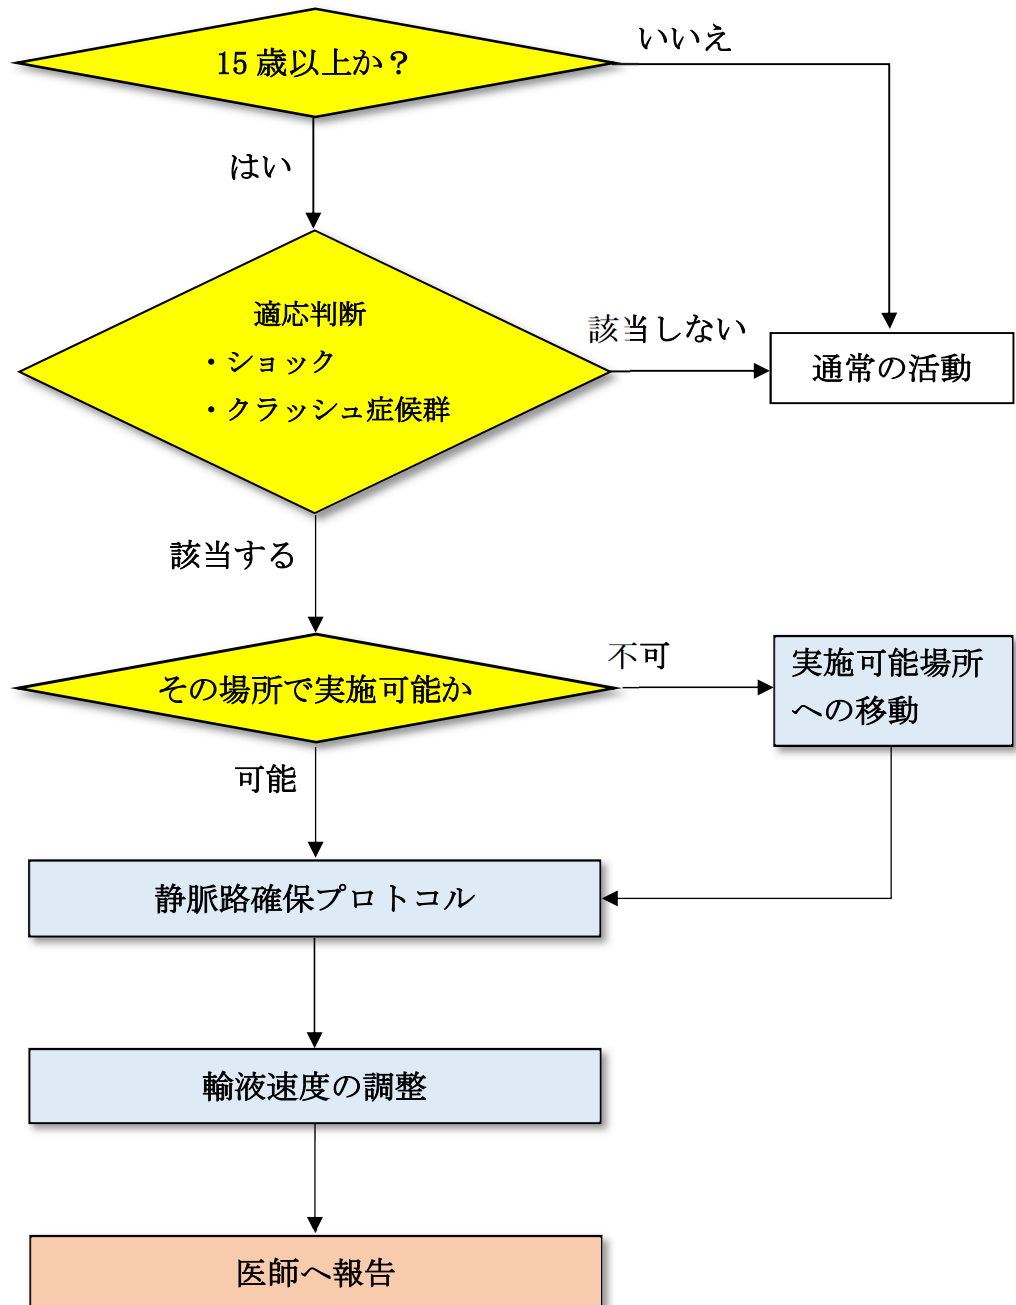 15歳以上か？
いいえ
はい
適応判断
・ショック
・クラッシュ症候群
該当しない
通常の活動
該当する
その場所で実施可能か
不可
実施可能場所
への移動
可能
静脈路確保プロトコル
輸液速度の調整
医師へ報告